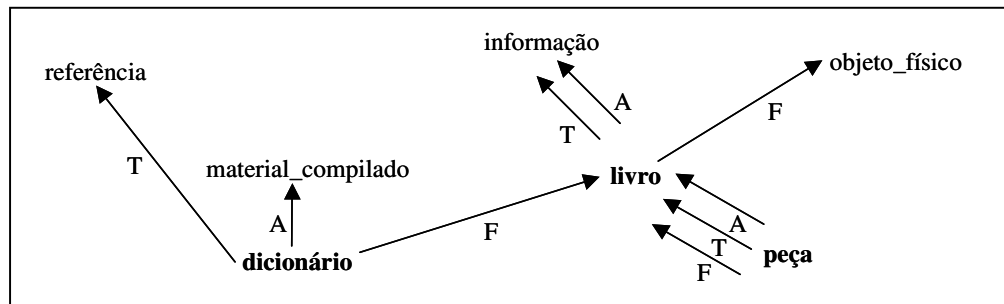 informação
objeto_físico
referência
A
F
T
T
material_compilado
livro
A
A
F
T
dicionário
peça
F